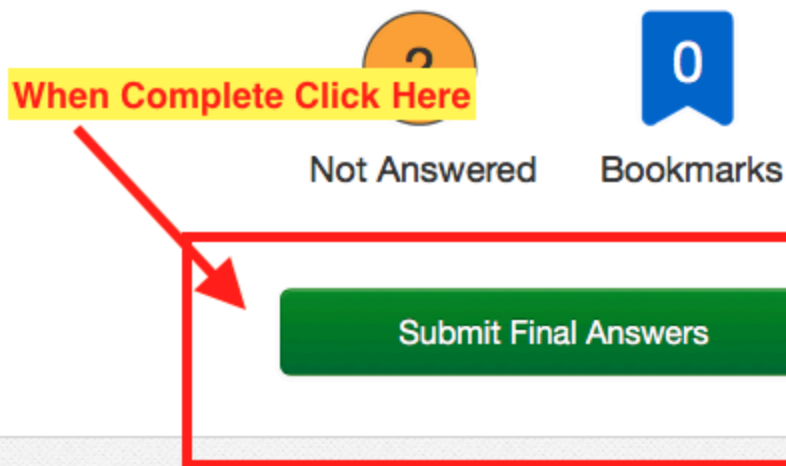 0
When Complete Click Here
Not Answered
Bookmarks
Submit Final Answers